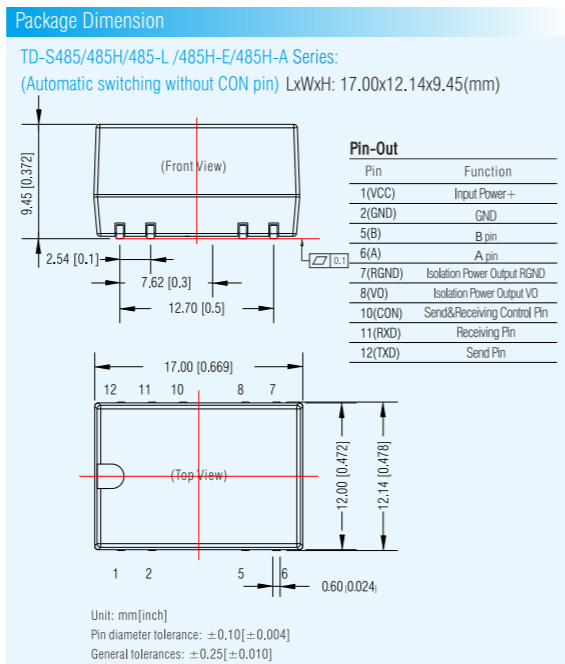 Package Dimension
TD-S485/485H/485-L /485H-E/485H-A Series:
(Automatic switching without CON pin) LxWxH: 17.00x12.14x9.45(mm)
(Front View)
9.45 [0.372]
2.54 [0.1]
7.62 [0.3]
12.70 [0.5]
0.1
Pin-Out
Pin Function
1(VCC) Input Power+
2(GND) GND
5(B) B pin
6(A) A pin
7(RGND) Isolation Power Output RGND
8(VO) Isolation Power Output VO
10(CON) Send&Receiving Control Pin
11(RXD) Receiving Pin
12(TXD) Send Pin
17.00 [0.669]
12 11 10 8 7
(Top View)
12.00 [0.472]
12.14 [0.478]
1 2 5 6
0.60 [0.024]
Unit: mm[inch]
Pin diameter tolerance: ±0.10[±0.004]
General tolerances: ±0.25[±0.010]